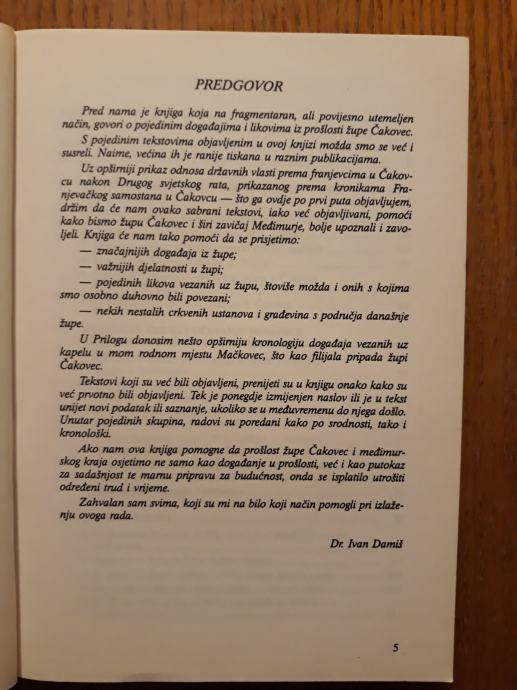 PREDGOVOR
Pred nama je knjiga koja na fragmentaran, ali povijesno utemeljen
način, govori o pojedinim događajima i likovima iz prošlosti župe Čakovec.
S pojedinim tekstovima objavljenim u ovoj knjizi možda smo se već i
susreli. Naime, većina ih je ranije tiskana u raznim publikacijama.
Uz opširniji prikaz odnosa državnih vlasti prema franjevcima u Čakov-
cu nakon Drugog svjetskog rata, prikazanog prema kronikama Fra-
njevačkog samostana u Čakovcu — što ga ovdje po prvi puta objavljujem,
držim da će nam ovako sabrani tekstovi, iako već objavljivani, pomoći
kako bismo župu Čakovec i širi zavičaj Međimurje, bolje upoznali i zavo-
ljeli. Knjiga će nam tako pomoći da se prisjetimo:
— značajnijih događaja iz župe;
— važnijih djelatnosti u župi;
— pojedinih likova vezanih uz župu, štoviše možda i onih s kojima
smo osobno duhovno bili povezani;
— nekih nestalih crkvenih ustanova i građevina s područja današnje
župe.
U Prilogu donosim nešto opširniju kronologiju događaja vezanih uz
kapelu u mom rodnom mjestu Mačkovec, što kao filijala pripada župi
Čakovec.
Tekstovi koji su već bili objavljeni, prenijeti su u knjigu onako kako su
već prvotno bili objavljeni. Tek je ponegdje izmijenjen naslov ili je u tekst
unijet novi podatak ili saznanje, ukoliko se u međuvremenu do njega došlo.
Unutar pojedinih skupina, radovi su poredani kako po srodnosti, tako i
kronološki.
Ako nam ova knjiga pomogne da prošlost župe Čakovec i međimur-
skog kraja osjetimo ne samo kao događanje u prošlosti, već i kao putokaz
za sadašnjost te marnu pripravu za budućnost, onda se isplatilo utrošiti
određeni trud i vrijeme.
Zahvalan sam svima, koji su mi na bilo koji način pomogli pri izlaže-
nju ovoga rada.
Dr. Ivan Damiš
5